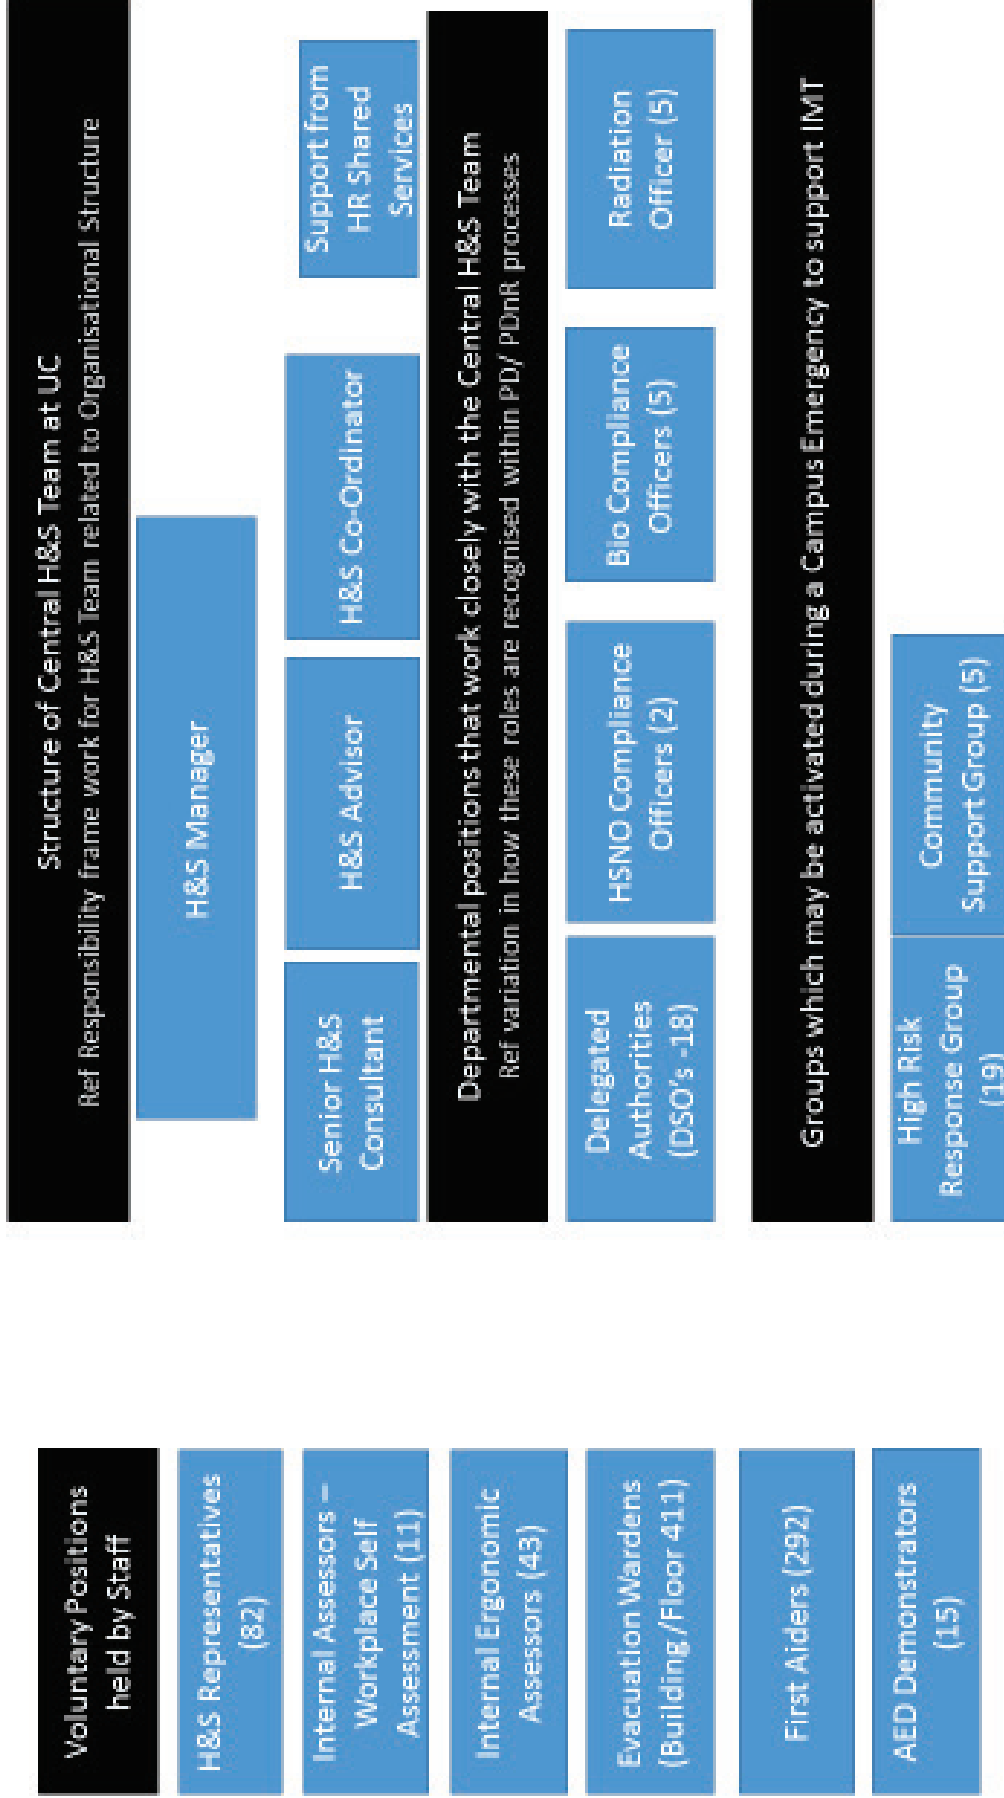 Voluntary Positions
held by Staff
H&S Representatives
(82)
Internal Assessors –
Workplace Self
Assessment (11)
Internal Ergonomic
Assessors (43)
Evacuation Wardens
(Building /Floor 411)
First Aiders (292)
AED Demonstrators
(15)
Structure of Central H&S Team at UC
Ref Responsibility frame work for H&S Team related to Organisational Structure
H&S Manager
Senior H&S
Consultant
H&S Advisor
H&S Co-Ordinator
Support from
HR Shared
Services
Departmental positions that work closely with the Central H&S Team
Ref variation in how these roles are recognised within PD/ PDnR processes
Delegated
Authorities
(DSO's -18)
HSNO Compliance
Officers (2)
Bio Compliance
Officers (5)
Radiation
Officer (5)
Groups which may be activated during a Campus Emergency to support IMT
High Risk
Response Group
(19)
Community
Support Group (5)